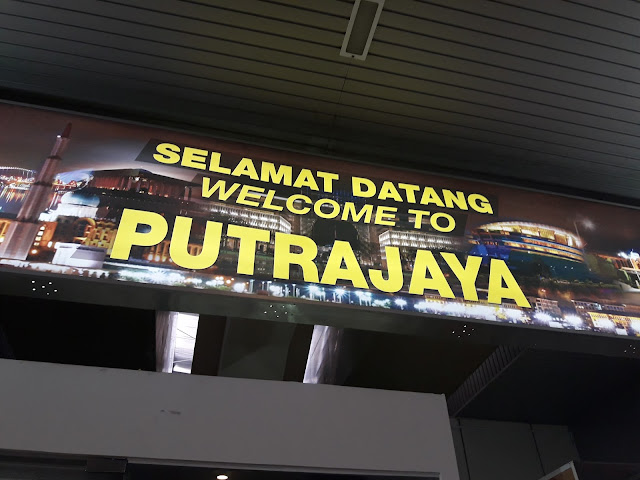 SELAMAT DATANG
WELCOME TO
PUTRAJAYA